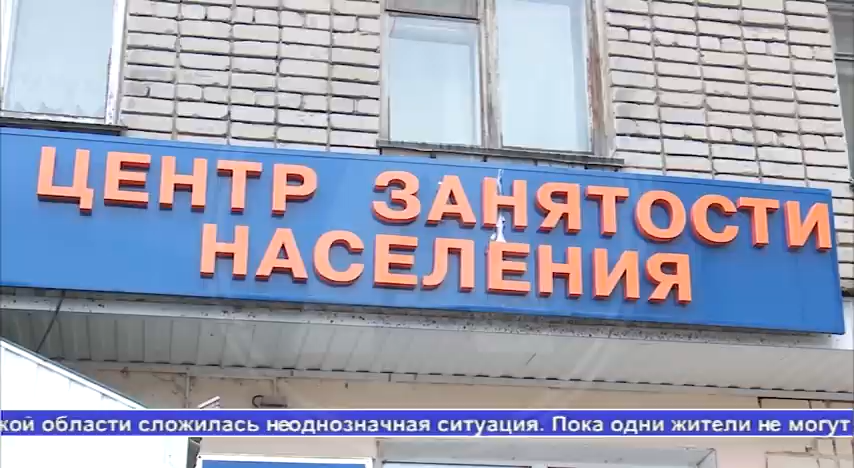 ЦЕНТР ЗАНЯТОСТИ
НАСЕЛЕНИЯ
кой области сложилась неоднозначная ситуация. Пока одни жители не могут